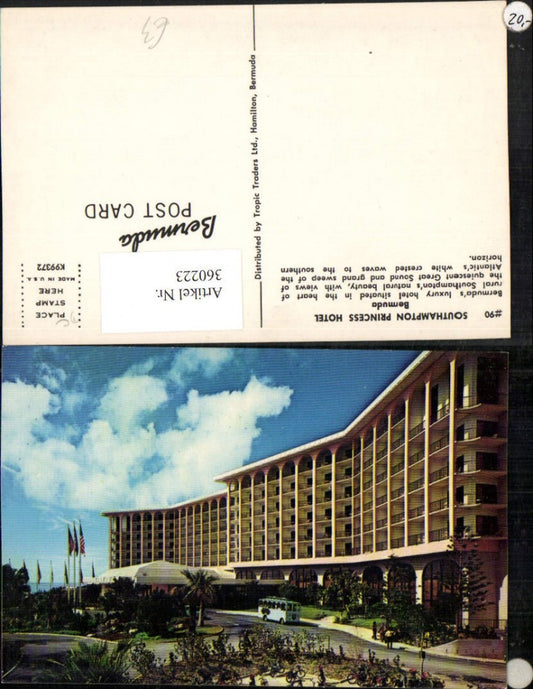 20,-
63
#90 SOUTHAMPTON PRINCESS HOTEL
Bermuda
Bermuda's luxury hotel situated in the heart of
rural Southampton's natural beauty, with views of
the quiescent Great Sound and grand sweep of the
Atlantic's white crested waves to the southern
horizon.
Distributed by Tropic Traders Ltd., Hamilton, Bermuda
Bermuda
POST CARD
PLACE
STAMP
HERE
MADE IN U.S.A.
K99372
Artikel Nr.
360223